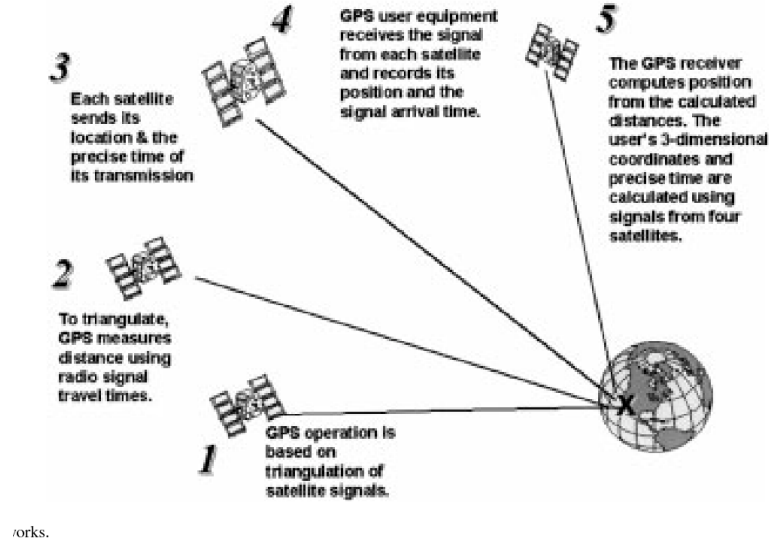 1
GPS operation is
based on
triangulation of
satellite signals.
2
To triangulate,
GPS measures
distance using
radio signal
travel times.
3
Each satellite
sends its
location & the
precise time of
its transmission
4
GPS user equipment
receives the signal
from each satellite
and records its
position and the
signal arrival time.
5
The GPS receiver
computes position
from the calculated
distances. The
user's 3-dimensional
coordinates and
precise time are
calculated using
signals from four
satellites.
X